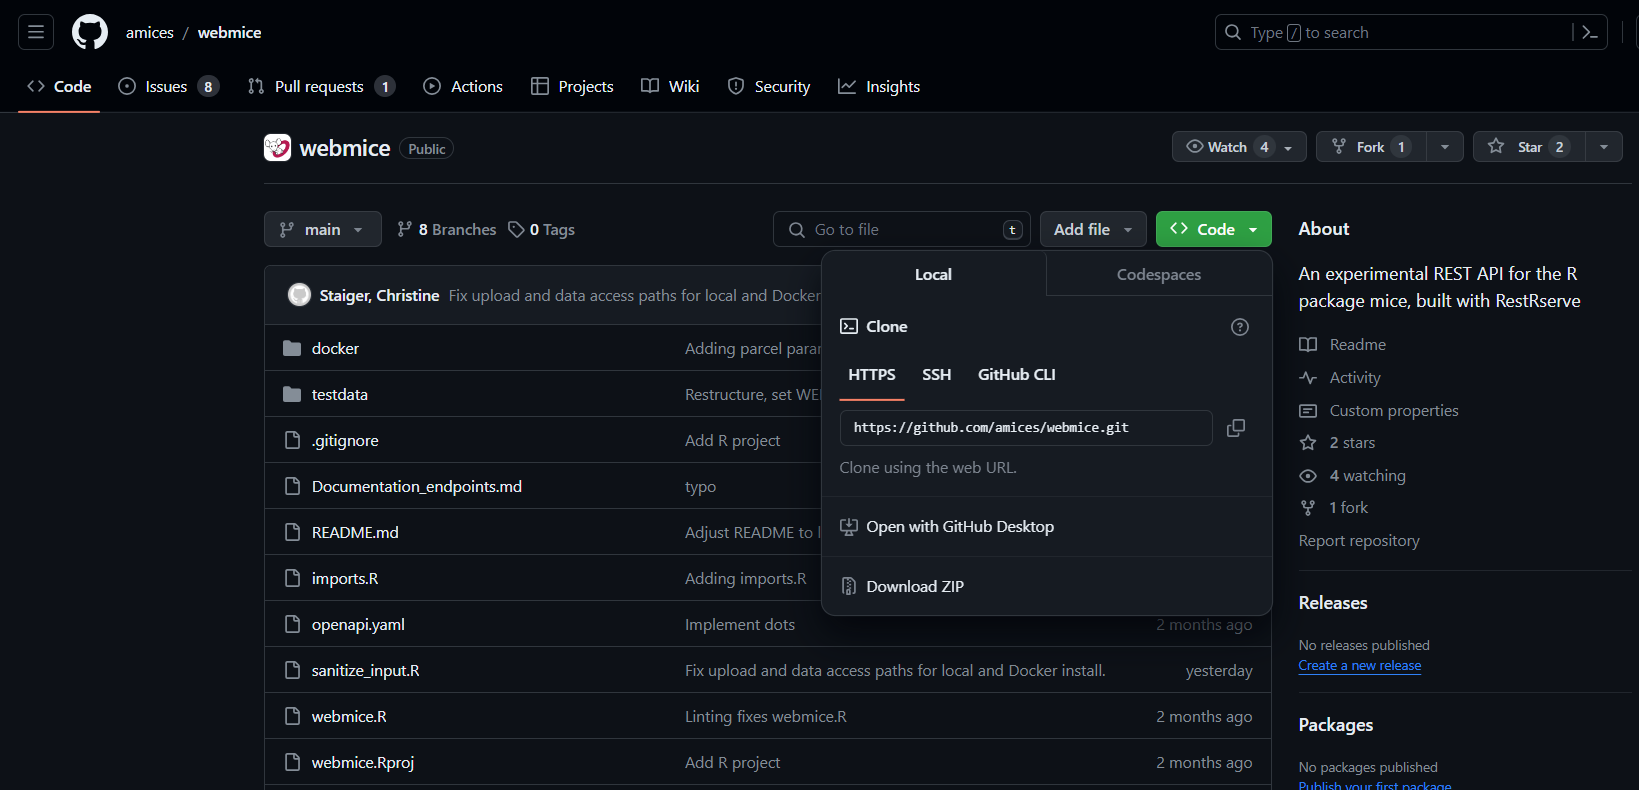 amices / webmice
Type / to search
Code
Issues 8
Pull requests 1
Actions
Projects
Wiki
Security
Insights
webmice Public
Watch 4
Fork 1
Star 2
main
8 Branches
0 Tags
Go to file t
Add file
Code
Staiger, Christine Fix upload and data access paths for local and Docker
docker Adding parcel
testdata Restructure, set
.gitignore Add R project
Documentation_endpoints.md typo
README.md Adjust README to
imports.R Adding imports.R
openapi.yaml Implement dots 2 months ago
sanitize_input.R Fix upload and data access paths for local and Docker install. yesterday
webmice.R Linting fixes webmice.R 2 months ago
webmice.Rproj Add R project 2 months ago
Local Codespaces
Clone
HTTPS SSH GitHub CLI
https://github.com/amices/webmice.git
Clone using the web URL.
Open with GitHub Desktop
Download ZIP
About
An experimental REST API for the R
package mice, built with RestRserve
Readme
Activity
Custom properties
2 stars
4 watching
1 fork
Report repository
Releases
No releases published
Create a new release
Packages
No packages published
Publish your first package